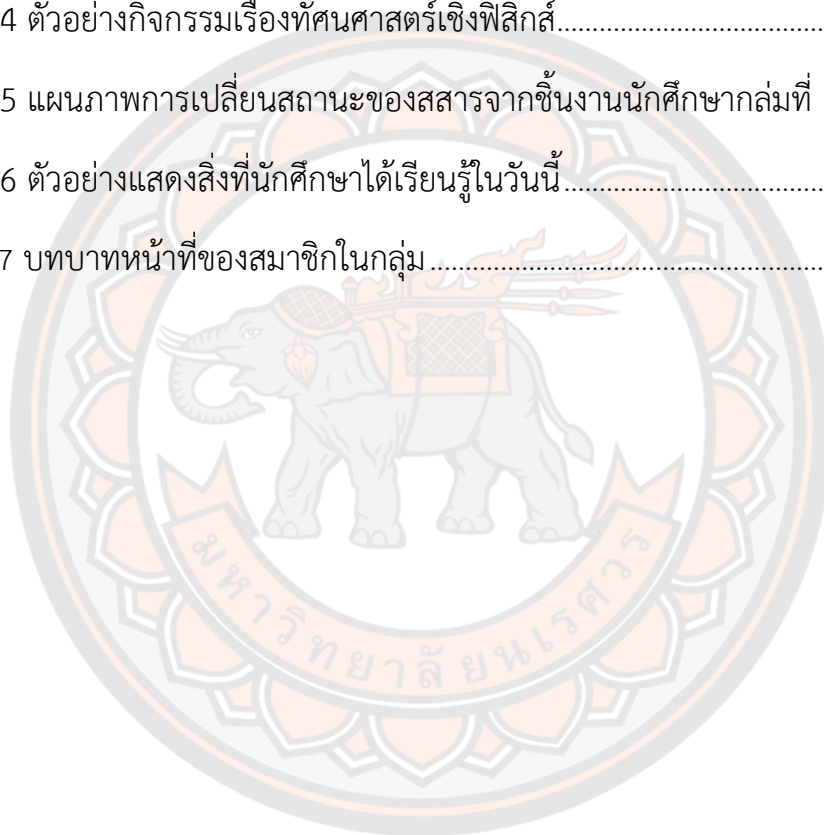 4 ตัวอย่างกิจกรรมเรื่องทัศนศาสตร์เชิงฟิสิกส์...................................
5 แผนภาพการเปลี่ยนสถานะของสสารจากชิ้นงานนักศึกษากลุ่มที่
6 ตัวอย่างแสดงสิ่งที่นักศึกษาได้เรียนรู้ในวันนี้..................................
7 บทบาทหน้าที่ของสมาชิกในกลุ่ม...................................................
มหาวิทยาลัยนเรศวร